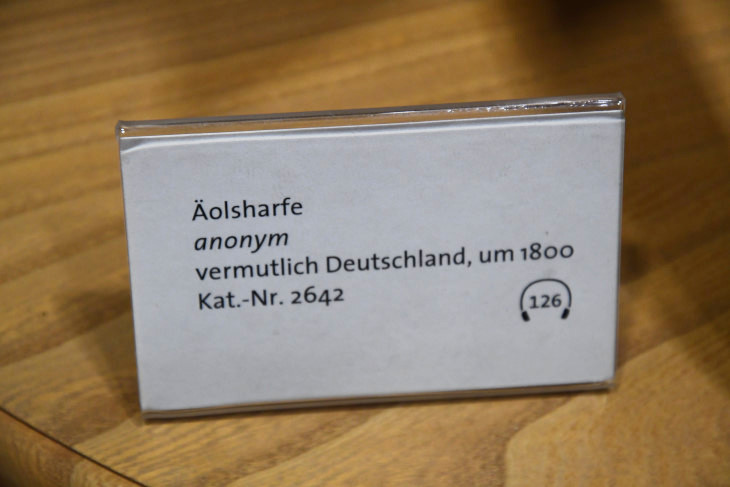 Äolsharfe
anonym
vermutlich Deutschland, um 1800
Kat.-Nr. 2642
126